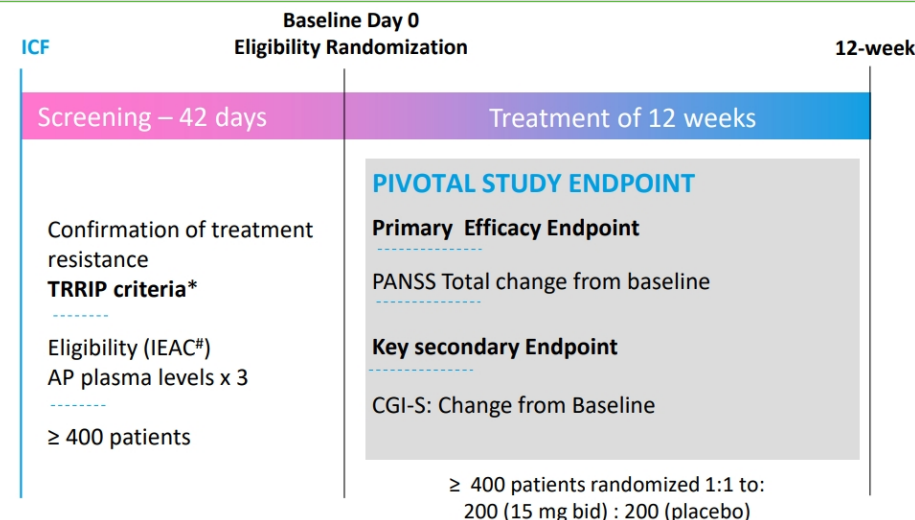 Baseline Day 0
ICF
Eligibility Randomization
12-week
Screening – 42 days
Treatment of 12 weeks
Confirmation of treatment
resistance
TRRIP criteria*
Eligibility (IEAC#)
AP plasma levels x 3
≥ 400 patients
PIVOTAL STUDY ENDPOINT
Primary Efficacy Endpoint
PANSS Total change from baseline
Key secondary Endpoint
CGI-S: Change from Baseline
≥ 400 patients randomized 1:1 to:
200 (15 mg bid) : 200 (placebo)